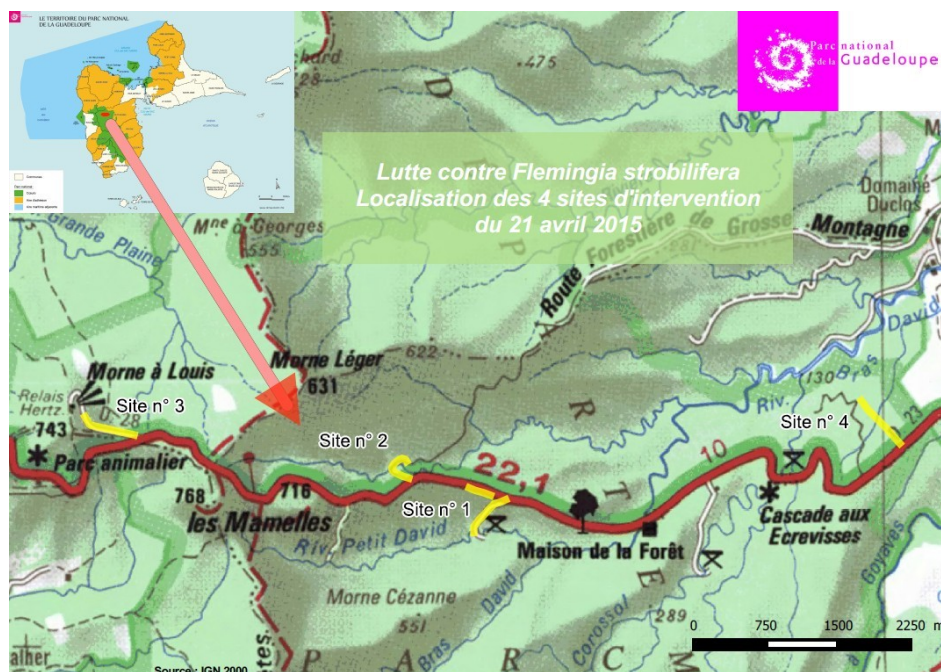 LE TERRITOIRE DU PARC NATIONAL
DE LA GUADELOUPE
Parc national
de la Guadeloupe
Lutte contre Flemingia strobilifera
Localisation des 4 sites d'intervention
du 21 avril 2015
475
D
P
A
R
T
E
M
Grande Plaine
Mne à Georges
555
Route Forestière de Grosse Montagne
Domaine
Duclos
David
Morne Léger
631
622
Morne à Louis
Relais
Hertz.
743
D. 28
Site n° 3
Parc animalier
768
716
les Mamelles
Site n° 2
22,1
Site n° 1
Riv. Petit David
10
Riv.
Bras
130
Site n° 4
23
Maison de la Forêt
Cascade aux
Ecrevisses
Goyaves
Morne Cézanne
551
Bras David
Corossol
289
0 750 1500 2250 m
P A R C
Source : IGN 2000